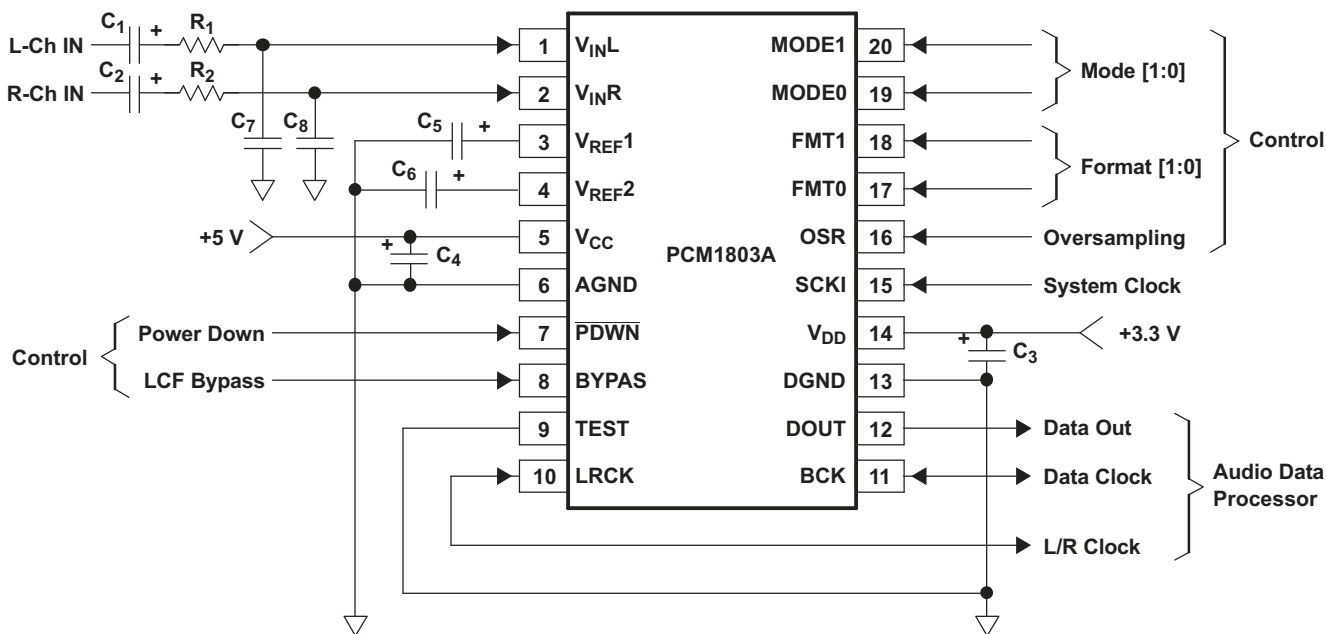 L-Ch IN
C1
+
R1
R-Ch IN
C2
+
R2
C7
C8
C5
+
C6
+
+5 V
+
C4
Control
Power Down
LCF Bypass
1 VINL
2 VINR
3 VREF1
4 VREF2
5 VCC
6 AGND
7 PDWN
8 BYPAS
9 TEST
10 LRCK
PCM1803A
MODE1 20
MODE0 19
FMT1 18
FMT0 17
OSR 16
SCKI 15
VDD 14
DGND 13
DOUT 12
BCK 11
Mode [1:0]
Format [1:0]
Control
Oversampling
System Clock
+
C3
+3.3 V
Data Out
Data Clock
L/R Clock
Audio Data
Processor